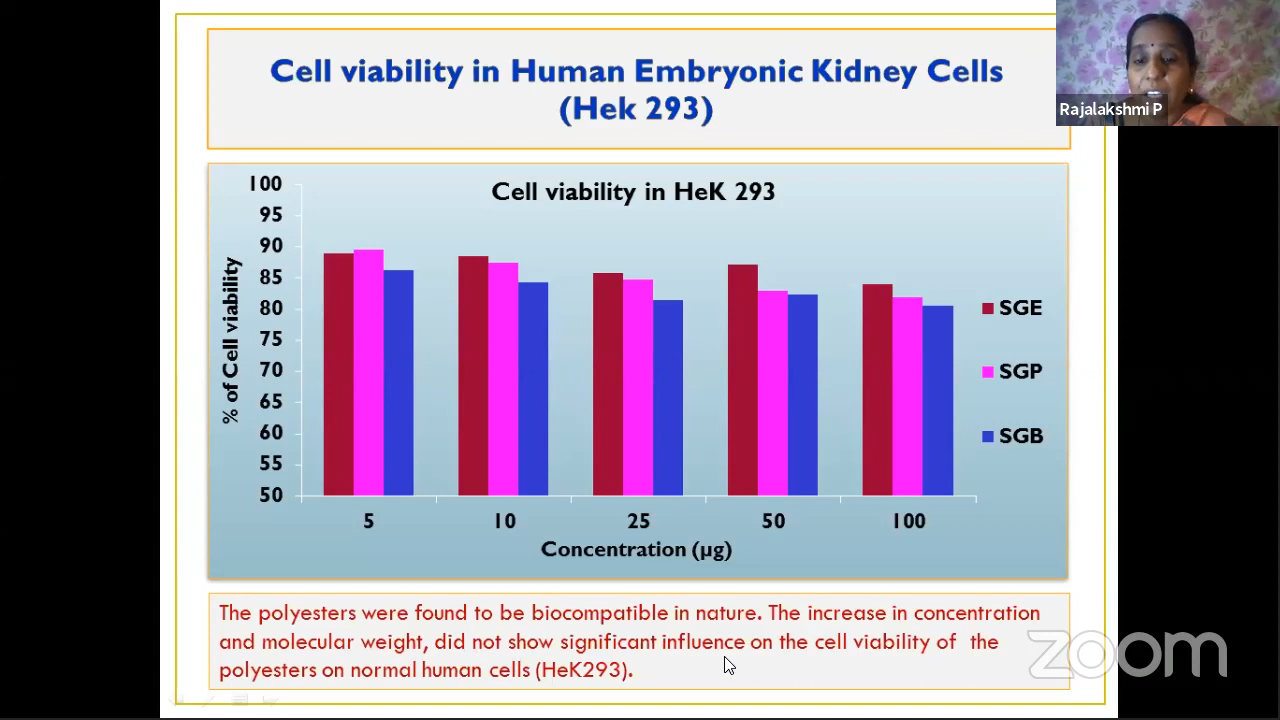 Cell viability in Human Embryonic Kidney Cells
(Hek 293)
Rajalakshmi P
Cell viability in HeK 293
% of Cell viability
100
95
90
85
80
75
70
65
60
55
50
5 10 25 50 100
Concentration (µg)
SGE
SGP
SGB
The polyesters were found to be biocompatible in nature. The increase in concentration
and molecular weight, did not show significant influence on the cell viability of the
polyesters on normal human cells (HeK293).
zoom